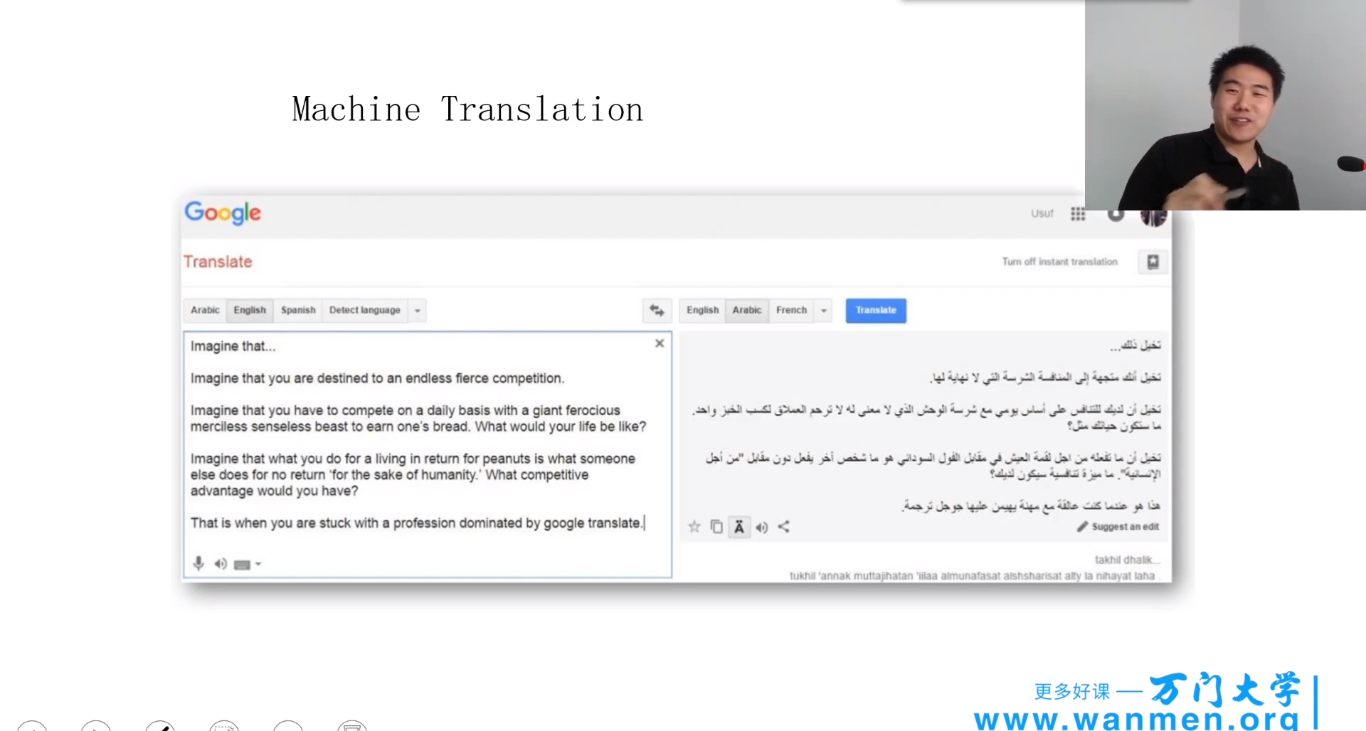 Machine Translation
Google
Usuf
Translate
Turn off instant translation
Arabic English Spanish Detect language
English Arabic French Translate
Imagine that...
Imagine that you are destined to an endless fierce competition.
Imagine that you have to compete on a daily basis with a giant ferocious
merciless senseless beast to earn one's bread. What would your life be like?
Imagine that what you do for a living in return for peanuts is what someone
else does for no return 'for the sake of humanity.' What competitive
advantage would you have?
That is when you are stuck with a profession dominated by google translate.
تخيل ذلك...
تخيل أنك متجهة إلى المنافسة الشرسة التي لا نهاية لها.
تخيل أن لديك للتنافس على أساس يومي مع شرسة الوحش الذي لا معنى له لا ترحم العملاق لكسب الخبز واحد.
ما ستكون حياتك مثل؟
تخيل أن ما تفعله من اجل لقمة العيش في مقابل الفول السوداني هو ما شخص أخر يفعل دون مقابل "من أجل
الإنسانية". ما ميزة تنافسية سيكون لديك؟
هذا هو عندما كنت عالقة مع مهنة يهيمن عليها جوجل ترجمة.
Ä
Suggest an edit
takhil dhalik...
tukhil 'annak muttajihatan 'iilaa almunafasat alshsharisat alty la nihayat laha .
更多好课 — 万门大学
www.wanmen.org